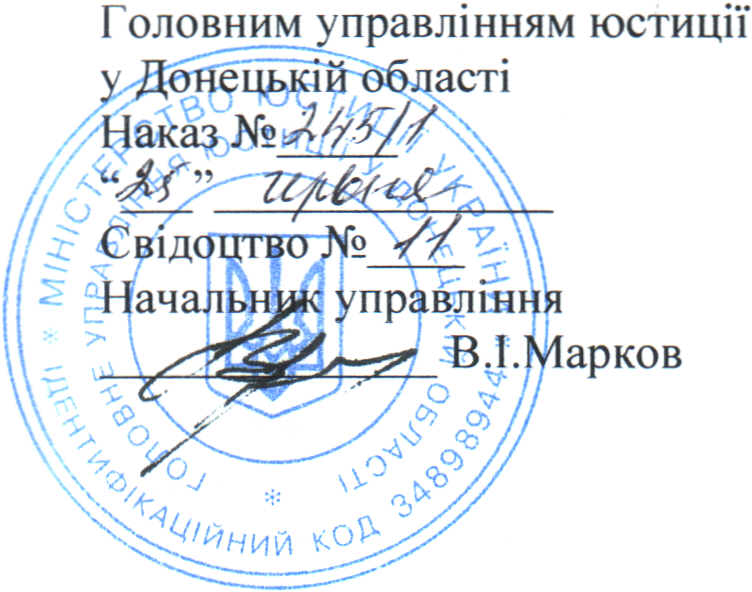 Головним управлінням юстиції
у Донецькій області
Наказ № 245/1
“25” червня
Свідоцтво № 11
Начальник управління
В.І.Марков
* МІНІСТЕРСТВО ЮСТИЦІЇ УКРАЇНИ *
ІДЕНТИФІКАЦІЙНИЙ КОД 34898944
ГОЛОВНЕ УПРАВЛІННЯ ЮСТИЦІЇ У ДОНЕЦЬКІЙ ОБЛАСТІ
*